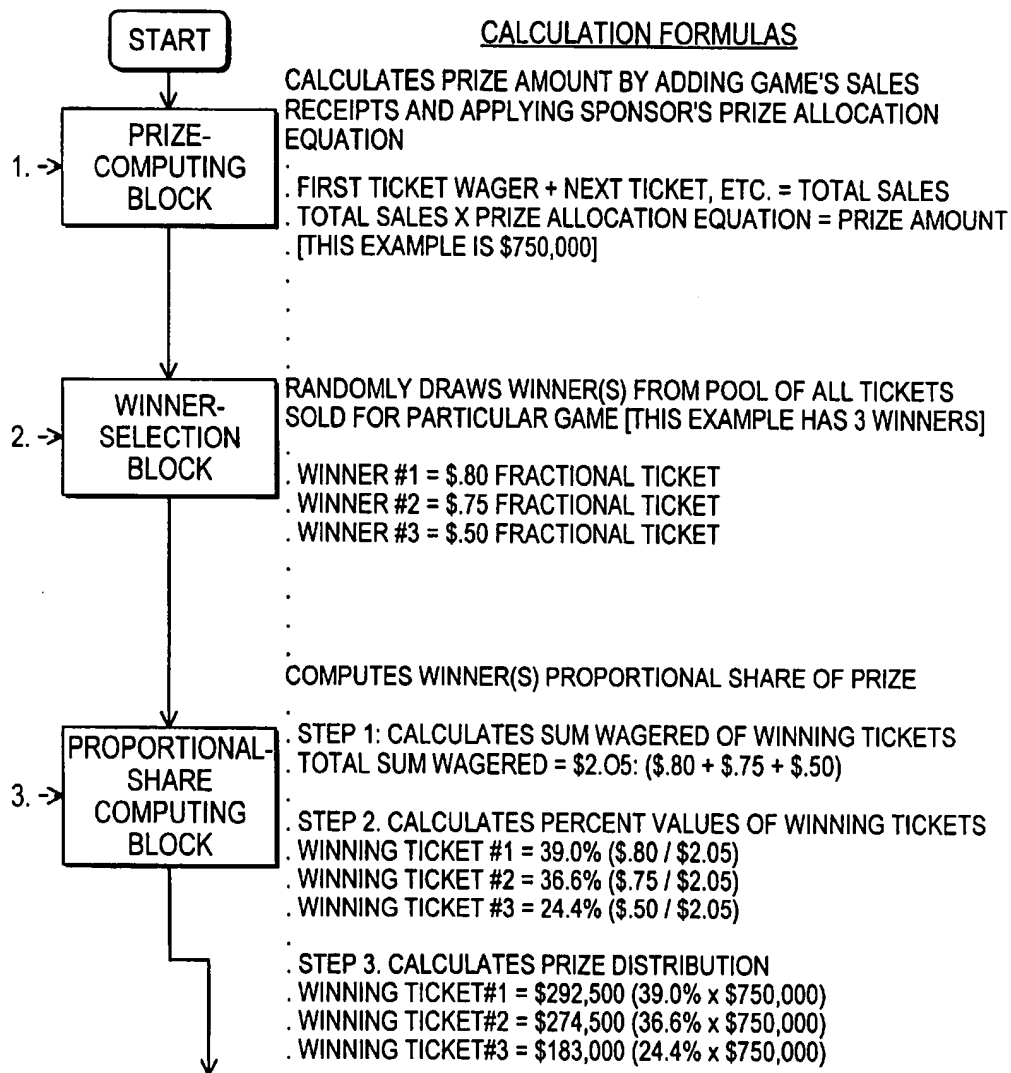 START
CALCULATION FORMULAS
CALCULATES PRIZE AMOUNT BY ADDING GAME'S SALES
RECEIPTS AND APPLYING SPONSOR'S PRIZE ALLOCATION
EQUATION
1. ->
PRIZE-
COMPUTING
BLOCK
.
. FIRST TICKET WAGER + NEXT TICKET, ETC. = TOTAL SALES
. TOTAL SALES X PRIZE ALLOCATION EQUATION = PRIZE AMOUNT
. [THIS EXAMPLE IS $750,000]
.
.
.
.
2. ->
WINNER-
SELECTION
BLOCK
RANDOMLY DRAWS WINNER(S) FROM POOL OF ALL TICKETS
SOLD FOR PARTICULAR GAME [THIS EXAMPLE HAS 3 WINNERS]
.
. WINNER #1 = $.80 FRACTIONAL TICKET
. WINNER #2 = $.75 FRACTIONAL TICKET
. WINNER #3 = $.50 FRACTIONAL TICKET
.
.
.
.
COMPUTES WINNER(S) PROPORTIONAL SHARE OF PRIZE
3. ->
PROPORTIONAL-
SHARE
COMPUTING
BLOCK
.
. STEP 1: CALCULATES SUM WAGERED OF WINNING TICKETS
. TOTAL SUM WAGERED = $2.05: ($.80 + $.75 + $.50)
.
. STEP 2. CALCULATES PERCENT VALUES OF WINNING TICKETS
. WINNING TICKET #1 = 39.0% ($.80 / $2.05)
. WINNING TICKET #2 = 36.6% ($.75 / $2.05)
. WINNING TICKET #3 = 24.4% ($.50 / $2.05)
.
. STEP 3. CALCULATES PRIZE DISTRIBUTION
. WINNING TICKET#1 = $292,500 (39.0% x $750,000)
. WINNING TICKET#2 = $274,500 (36.6% x $750,000)
. WINNING TICKET#3 = $183,000 (24.4% x $750,000)